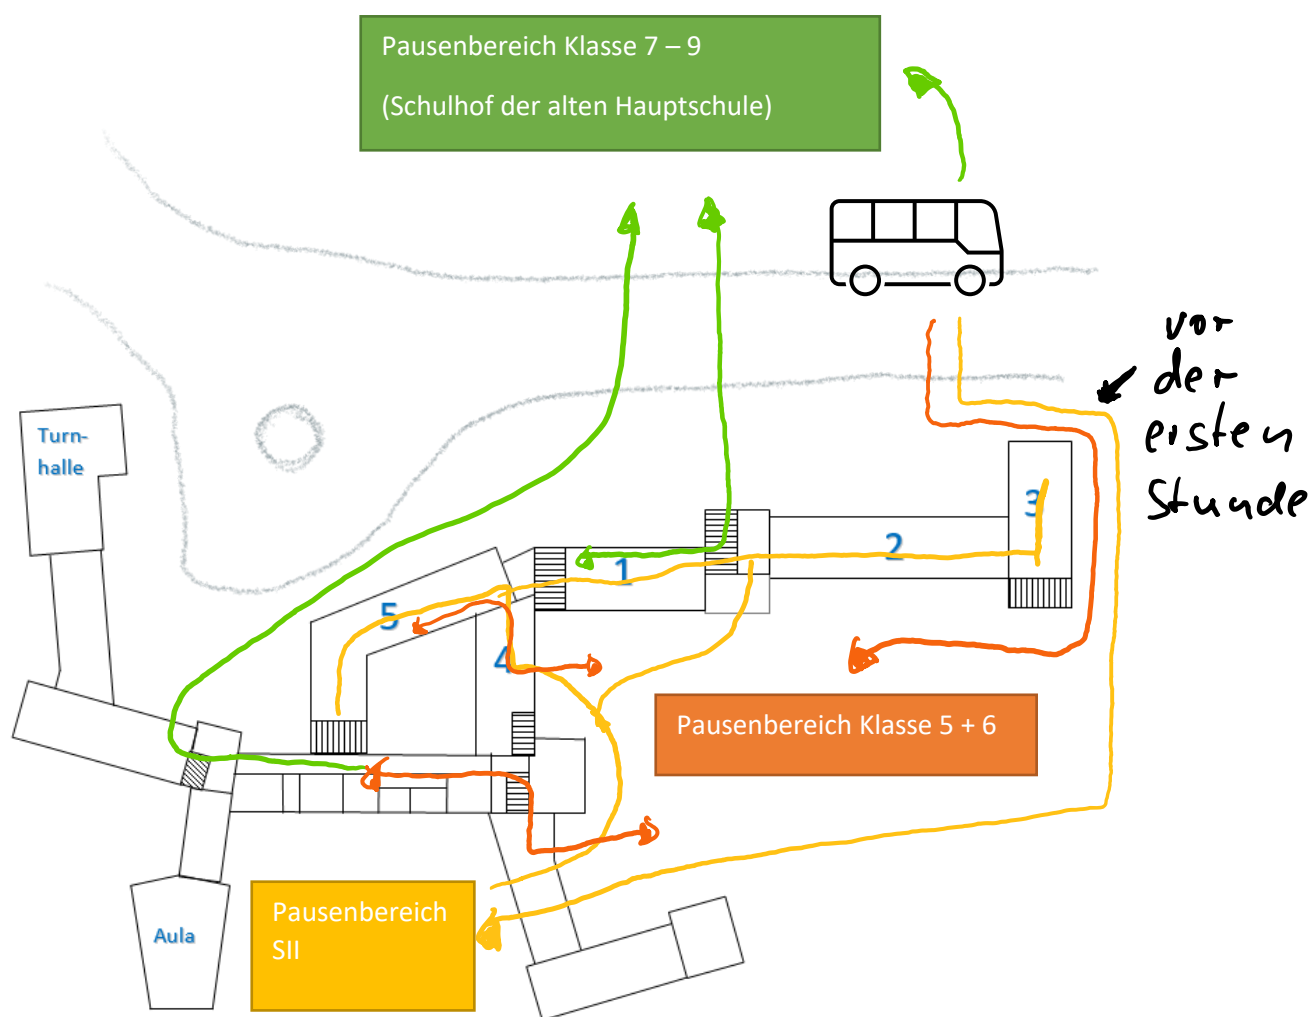 Pausenbereich Klasse 7 – 9
(Schulhof der alten Hauptschule)
vor
der
ersten
Stunde
Turn-
halle
3
2
1
5
4
Pausenbereich Klasse 5 + 6
Pausenbereich
SII
Aula